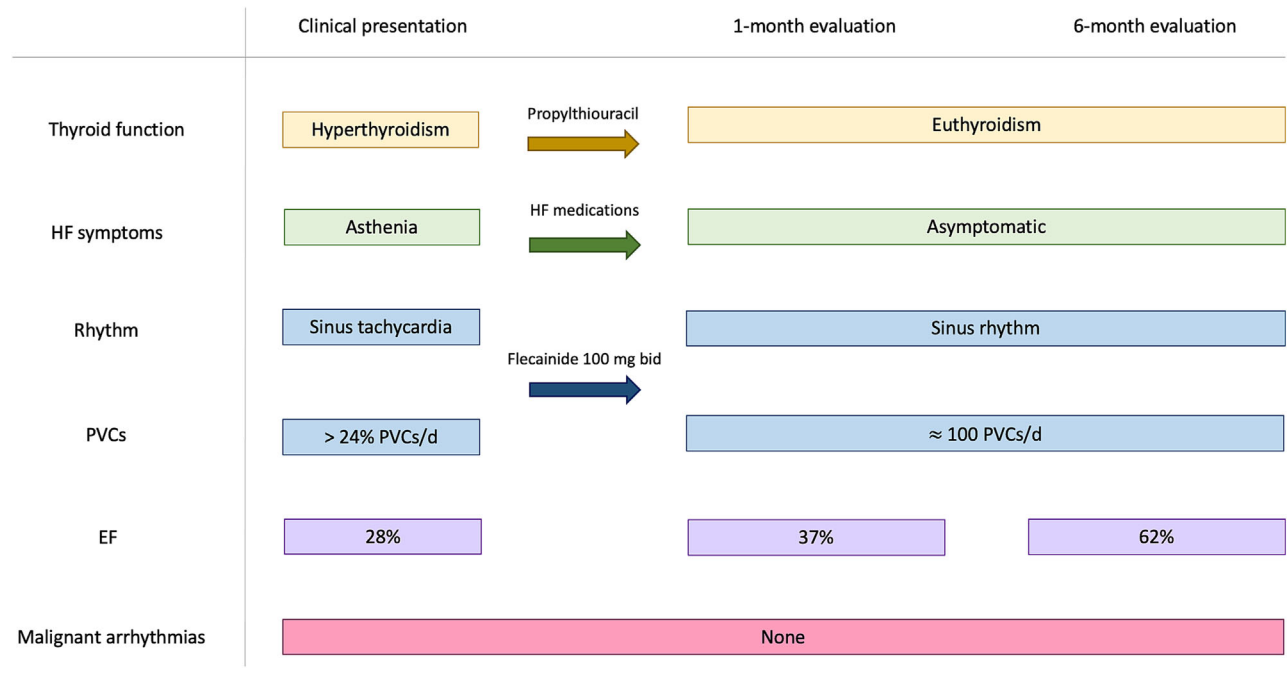 Clinical presentation 1-month evaluation 6-month evaluation
Propylthiouracil
Thyroid function Hyperthyroidism Euthyroidism
HF medications
HF symptoms Asthenia Asymptomatic
Rhythm Sinus tachycardia Sinus rhythm
Flecainide 100 mg bid
PVCs > 24% PVCs/d ≈ 100 PVCs/d
EF 28% 37% 62%
Malignant arrhythmias None